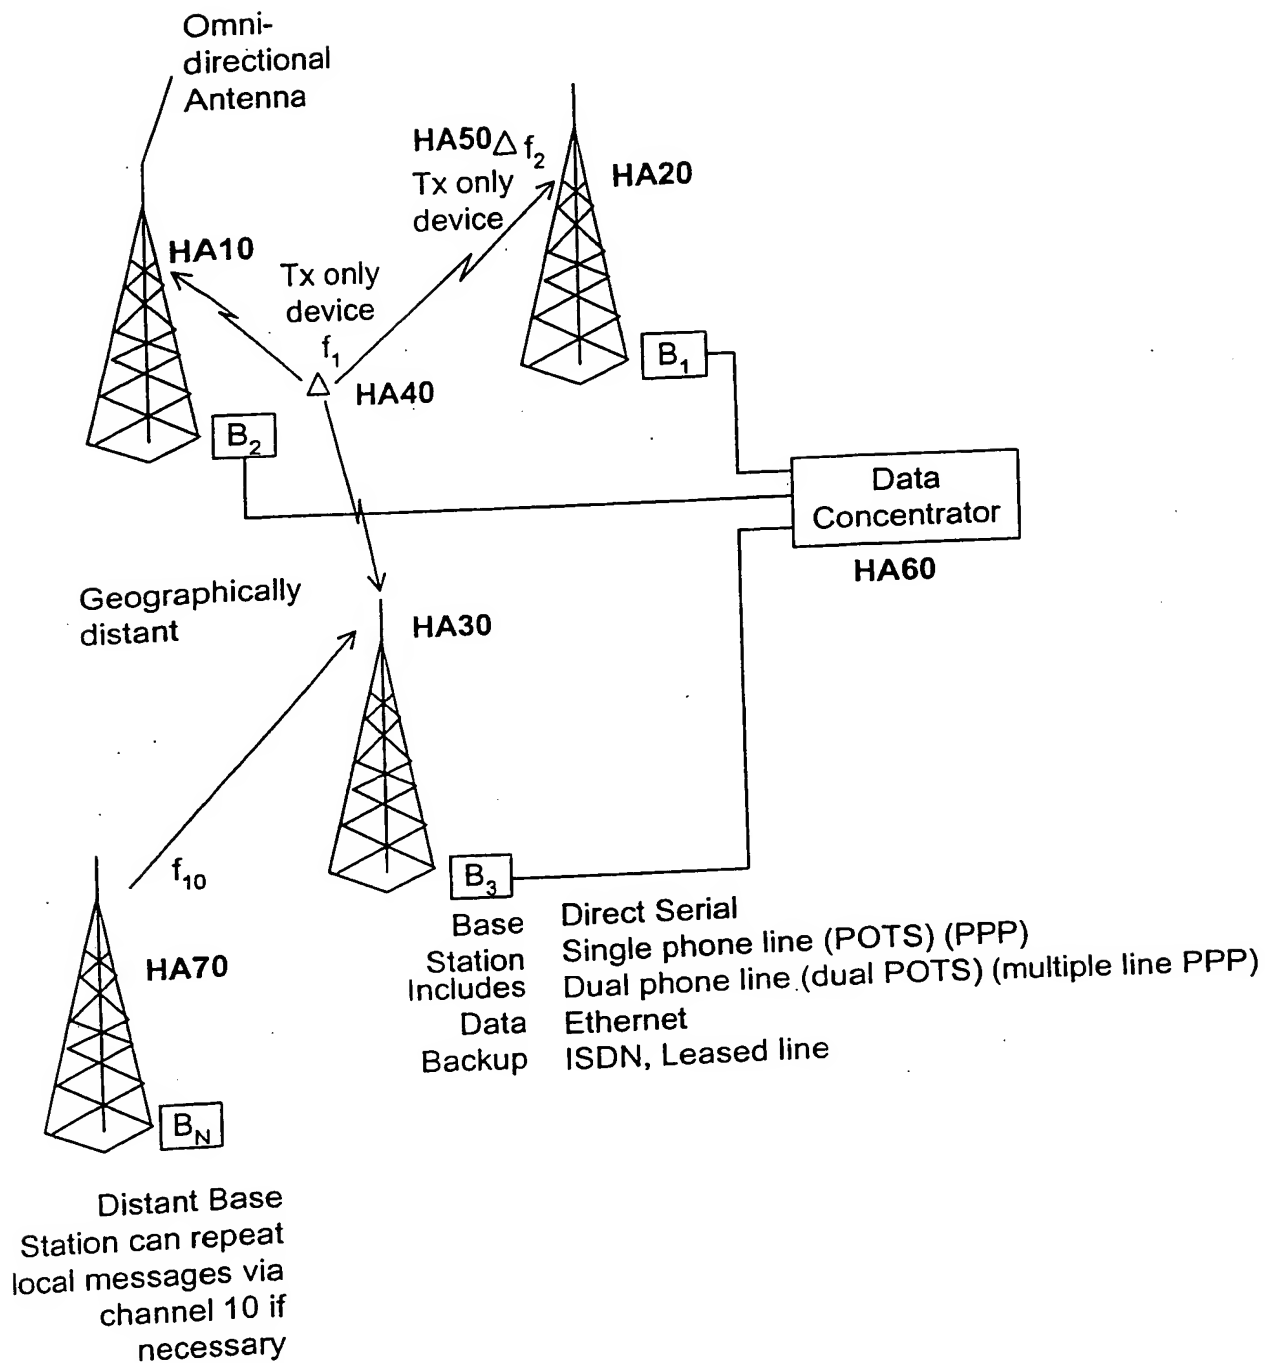 Omni-
directional
Antenna
HA10
HA50 f2
Tx only
device
HA20
Tx only
device
f1
HA40
B1
B2
Data
Concentrator
HA60
Geographically
distant
HA30
f10
B3
HA70
Base
Station
Includes
Data
Backup
Direct Serial
Single phone line (POTS) (PPP)
Dual phone line (dual POTS) (multiple line PPP)
Ethernet
ISDN, Leased line
BN
Distant Base
Station can repeat
local messages via
channel 10 if
necessary